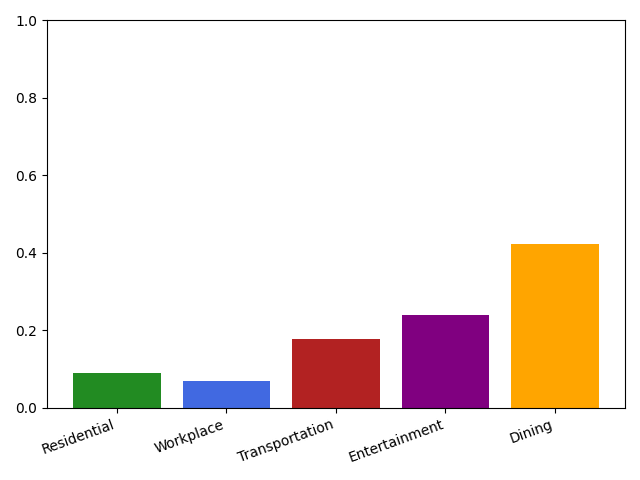 1.0
0.8
0.6
0.4
0.2
0.0
Residential
Workplace
Transportation
Entertainment
Dining